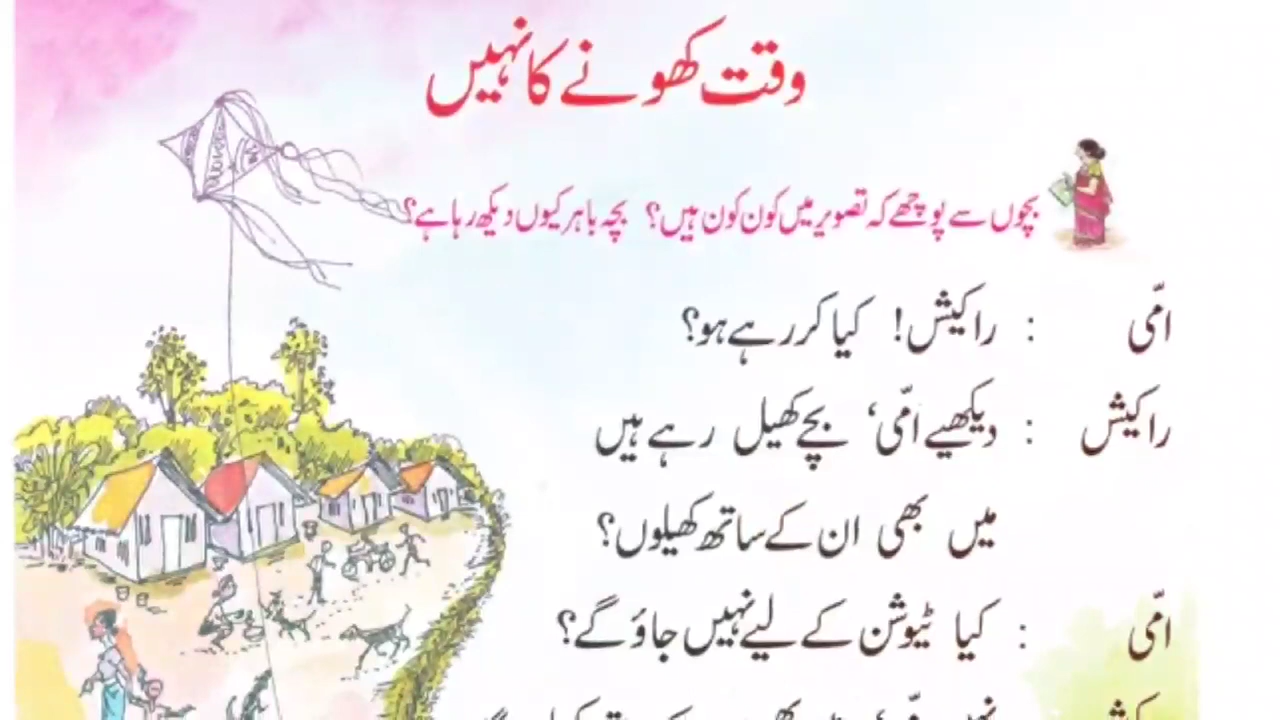 وقت کھونے کا نہیں
بچوں سے پوچھے کہ تصویر میں کون کون ہیں؟ بچہ باہر کیوں دیکھ رہا ہے؟
امّی : راکیش! کیا کر رہے ہو؟
راکیش : دیکھیے امّی، بچے کھیل رہے ہیں
میں بھی ان کے ساتھ کھیلوں؟
امّی : کیا ٹیوشن کے لیے نہیں جاؤ گے؟